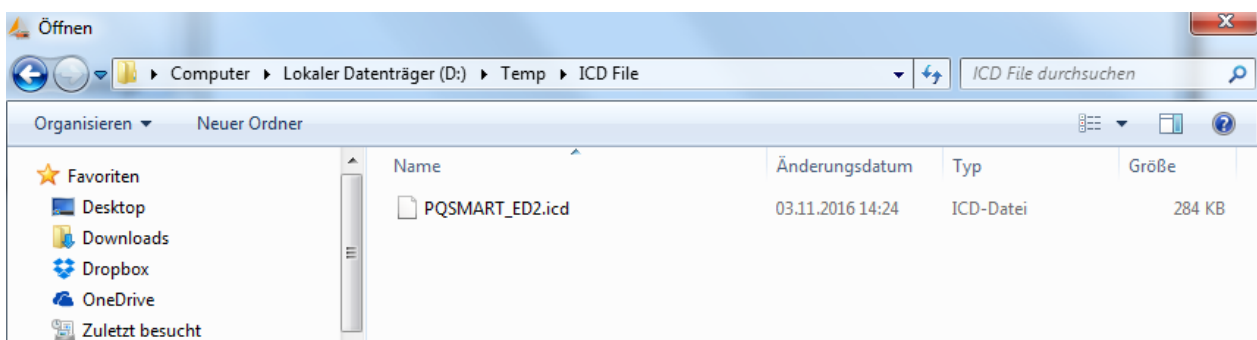 Öffnen
Computer Lokaler Datenträger (D:) Temp ICD File
ICD File durchsuchen
Organisieren Neuer Ordner
Name Änderungsdatum Typ Größe
Favoriten
PQSMART_ED2.icd 03.11.2016 14:24 ICD-Datei 284 KB
Desktop
Downloads
Dropbox
OneDrive
Zuletzt besucht